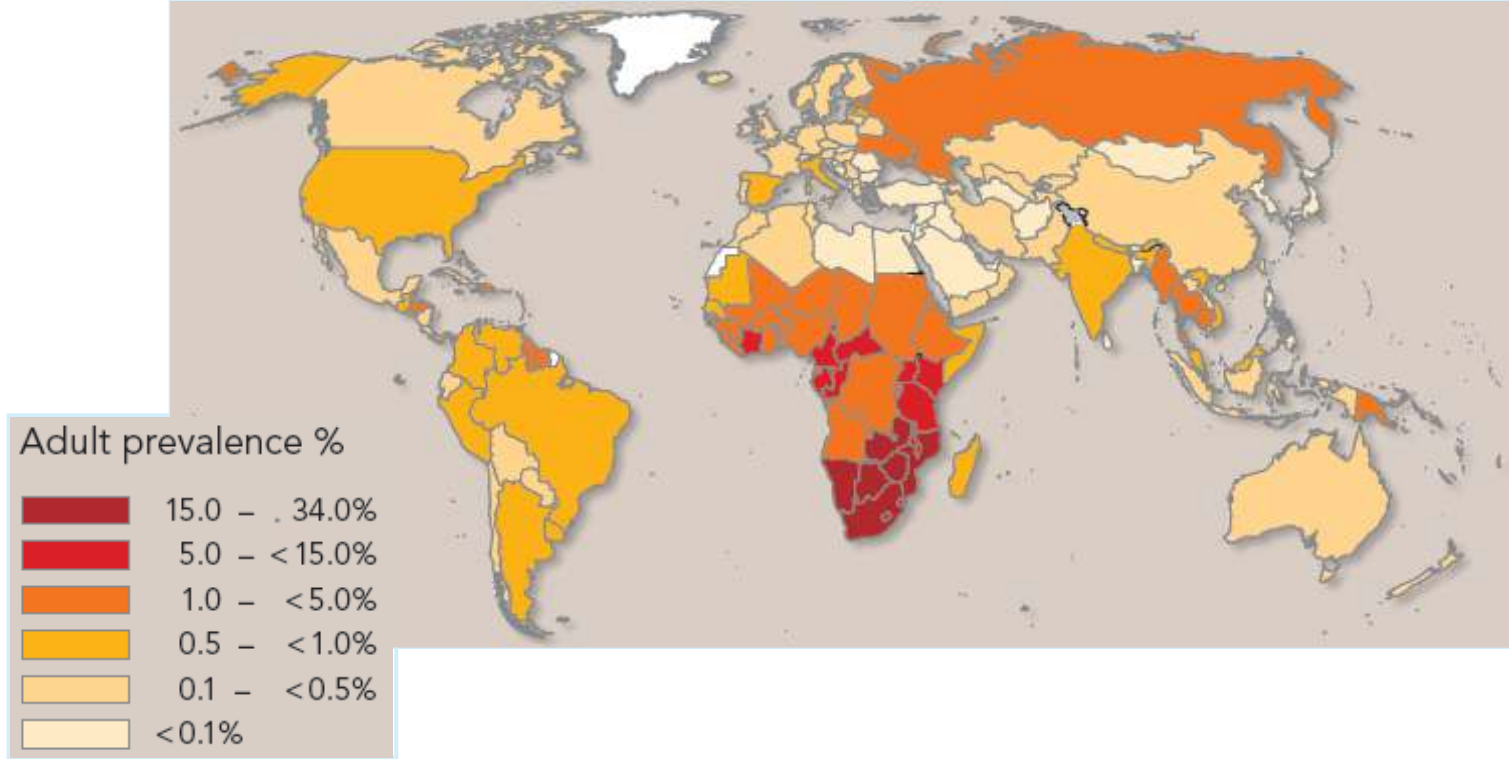 Adult prevalence %
15.0 – . 34.0%
5.0 – <15.0%
1.0 – <5.0%
0.5 – <1.0%
0.1 – <0.5%
<0.1%